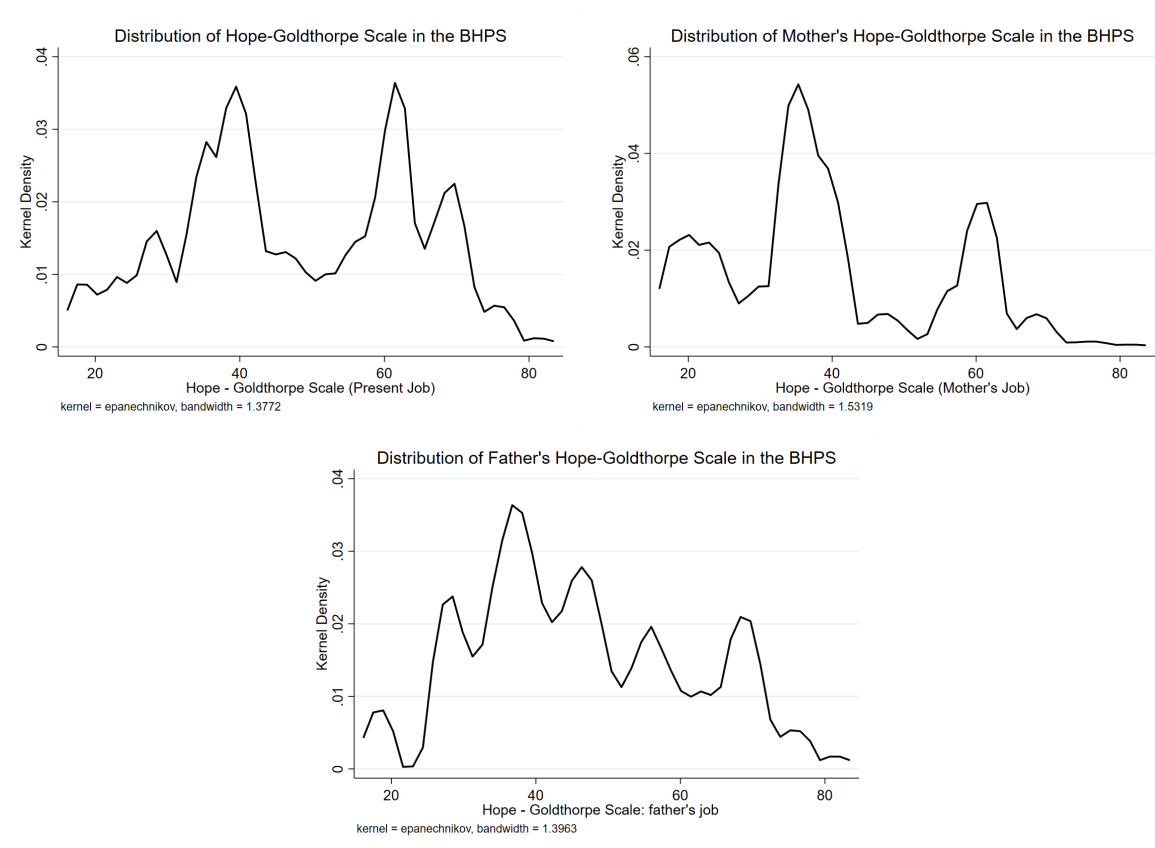 Distribution of Hope-Goldthorpe Scale in the BHPS
Kernel Density
0
.01
.02
.03
.04
20
40
60
80
Hope - Goldthorpe Scale (Present Job)
kernel = epanechnikov, bandwidth = 1.3772
Distribution of Mother's Hope-Goldthorpe Scale in the BHPS
Kernel Density
0
.02
.04
.06
20
40
60
80
Hope - Goldthorpe Scale (Mother's Job)
kernel = epanechnikov, bandwidth = 1.5319
Distribution of Father's Hope-Goldthorpe Scale in the BHPS
Kernel Density
0
.01
.02
.03
.04
20
40
60
80
Hope - Goldthorpe Scale: father's job
kernel = epanechnikov, bandwidth = 1.3963